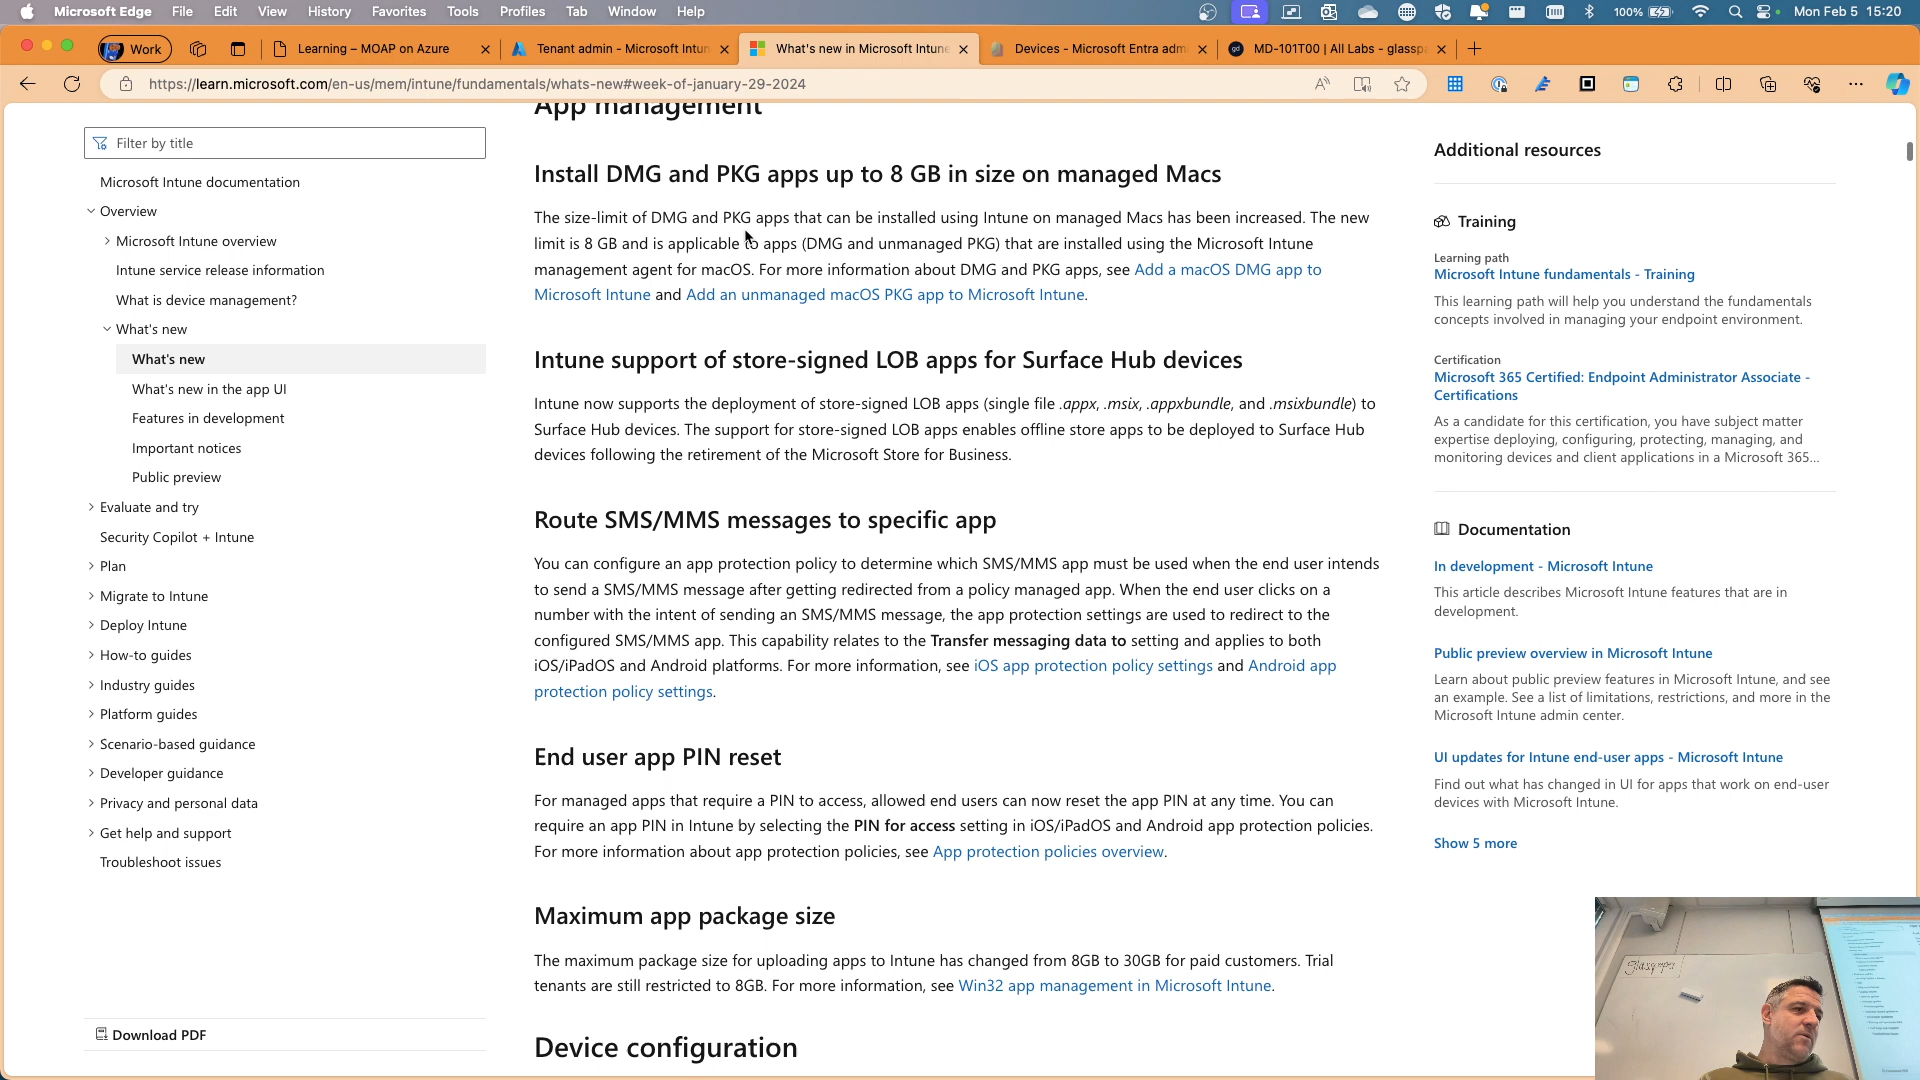 Microsoft Edge File Edit View History Favorites Tools Profiles Tab Window Help 100% Mon Feb 5 15:20
Work Learning – MOAP on Azure Tenant admin - Microsoft Intun What's new in Microsoft Intune Devices - Microsoft Entra adm MD-101T00 | All Labs - glasspa
https://learn.microsoft.com/en-us/mem/intune/fundamentals/whats-new#week-of-january-29-2024
Filter by title
Microsoft Intune documentation
Overview
Microsoft Intune overview
Intune service release information
What is device management?
What's new
What's new
What's new in the app UI
Features in development
Important notices
Public preview
Evaluate and try
Security Copilot + Intune
Plan
Migrate to Intune
Deploy Intune
How-to guides
Industry guides
Platform guides
Scenario-based guidance
Developer guidance
Privacy and personal data
Get help and support
Troubleshoot issues
Download PDF
App management
Install DMG and PKG apps up to 8 GB in size on managed Macs
The size-limit of DMG and PKG apps that can be installed using Intune on managed Macs has been increased. The new
limit is 8 GB and is applicable to apps (DMG and unmanaged PKG) that are installed using the Microsoft Intune
management agent for macOS. For more information about DMG and PKG apps, see Add a macOS DMG app to
Microsoft Intune and Add an unmanaged macOS PKG app to Microsoft Intune.
Intune support of store-signed LOB apps for Surface Hub devices
Intune now supports the deployment of store-signed LOB apps (single file .appx, .msix, .appxbundle, and .msixbundle) to
Surface Hub devices. The support for store-signed LOB apps enables offline store apps to be deployed to Surface Hub
devices following the retirement of the Microsoft Store for Business.
Route SMS/MMS messages to specific app
You can configure an app protection policy to determine which SMS/MMS app must be used when the end user intends
to send a SMS/MMS message after getting redirected from a policy managed app. When the end user clicks on a
number with the intent of sending an SMS/MMS message, the app protection settings are used to redirect to the
configured SMS/MMS app. This capability relates to the Transfer messaging data to setting and applies to both
iOS/iPadOS and Android platforms. For more information, see iOS app protection policy settings and Android app
protection policy settings.
End user app PIN reset
For managed apps that require a PIN to access, allowed end users can now reset the app PIN at any time. You can
require an app PIN in Intune by selecting the PIN for access setting in iOS/iPadOS and Android app protection policies.
For more information about app protection policies, see App protection policies overview.
Maximum app package size
The maximum package size for uploading apps to Intune has changed from 8GB to 30GB for paid customers. Trial
tenants are still restricted to 8GB. For more information, see Win32 app management in Microsoft Intune.
Device configuration
Additional resources
Training
Learning path
Microsoft Intune fundamentals - Training
This learning path will help you understand the fundamentals
concepts involved in managing your endpoint environment.
Certification
Microsoft 365 Certified: Endpoint Administrator Associate -
Certifications
As a candidate for this certification, you have subject matter
expertise deploying, configuring, protecting, managing, and
monitoring devices and client applications in a Microsoft 365...
Documentation
In development - Microsoft Intune
This article describes Microsoft Intune features that are in
development.
Public preview overview in Microsoft Intune
Learn about public preview features in Microsoft Intune, and see
an example. See a list of limitations, restrictions, and more in the
Microsoft Intune admin center.
UI updates for Intune end-user apps - Microsoft Intune
Find out what has changed in UI for apps that work on end-user
devices with Microsoft Intune.
Show 5 more